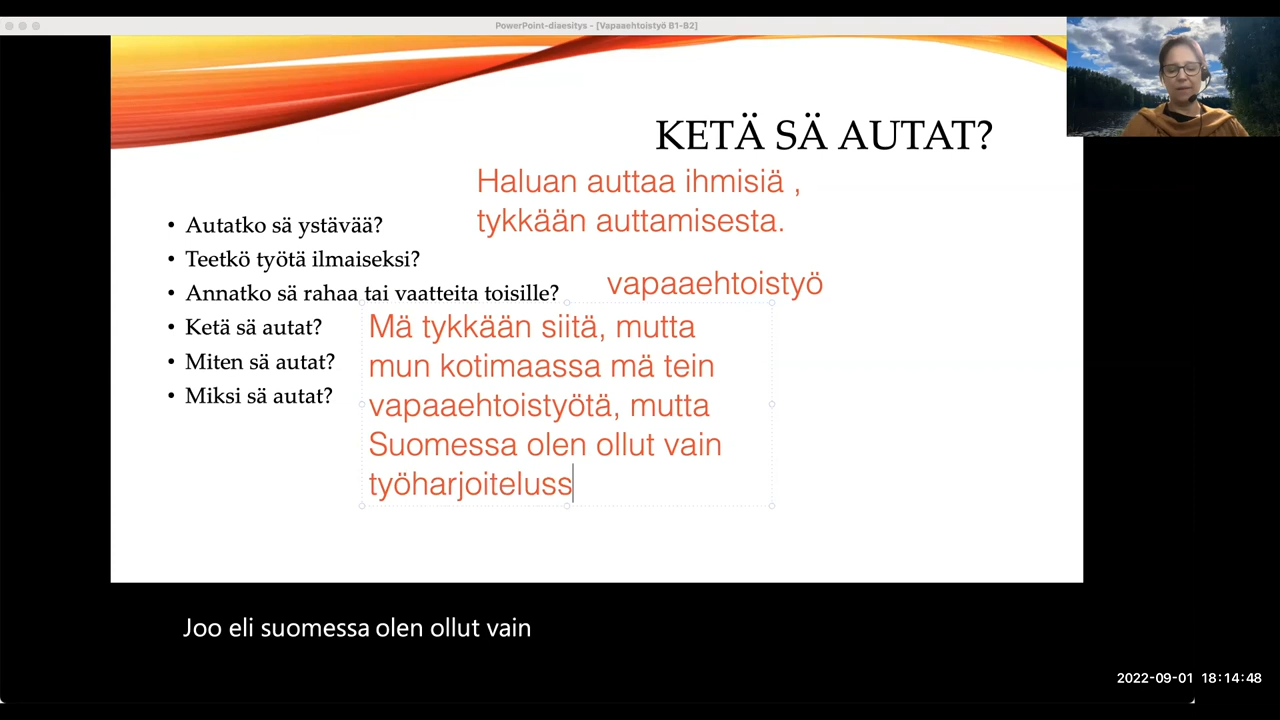 PowerPoint-diaesitys - [Vapaaehtoistyö B1-B2]
KETÄ SÄ AUTAT?
Haluan auttaa ihmisiä ,
tykkään auttamisesta.
• Autatko sä ystävää?
• Teetkö työtä ilmaiseksi?
• Annatko sä rahaa tai vaatteita toisille?
vapaaehtoistyö
• Ketä sä autat?
• Miten sä autat?
• Miksi sä autat?
Mä tykkään siitä, mutta
mun kotimaassa mä tein
vapaaehtoistyötä, mutta
Suomessa olen ollut vain
työharjoiteluss
Joo eli suomessa olen ollut vain
2022-09-01 18:14:48